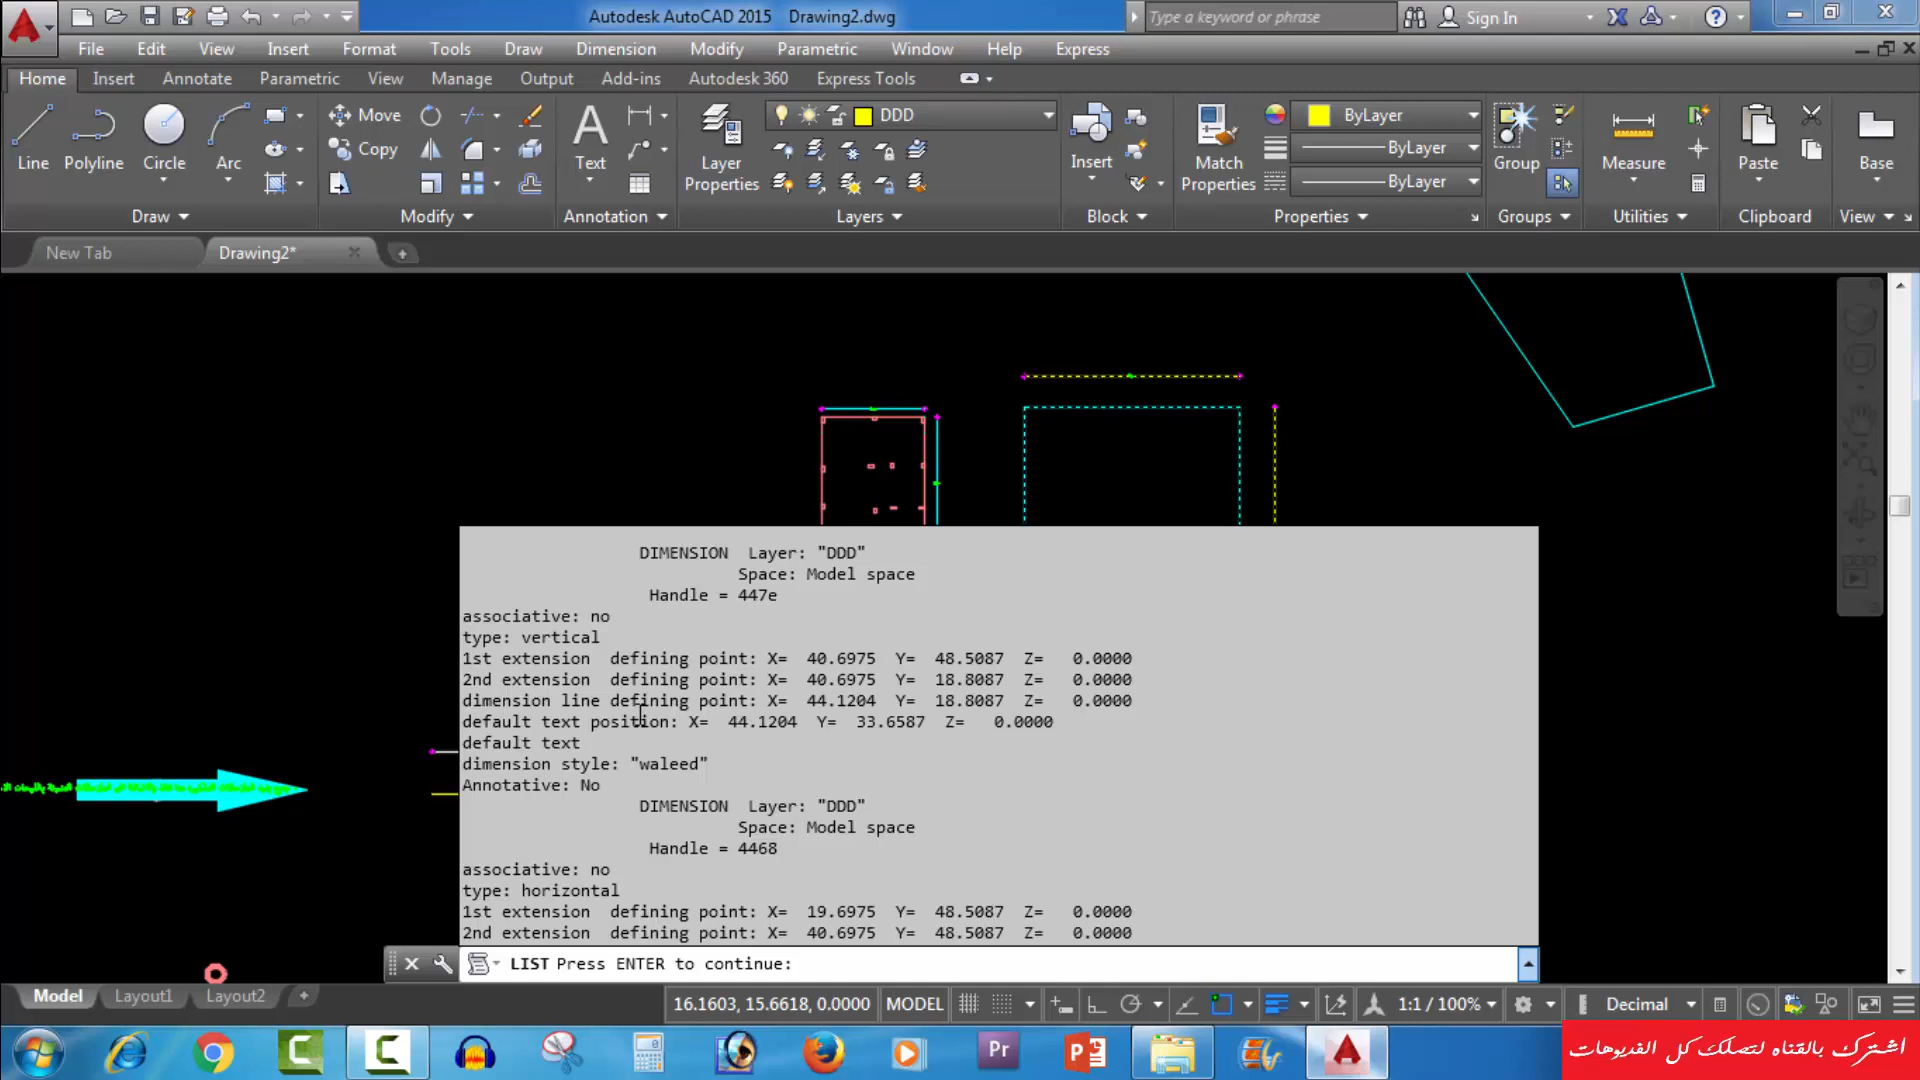 Autodesk AutoCAD 2015 Drawing2.dwg
Type a keyword or phrase
Sign In
File Edit View Insert Format Tools Draw Dimension Modify Parametric Window Help Express
Home Insert Annotate Parametric View Manage Output Add-ins Autodesk 360 Express Tools
Line Polyline Circle Arc
Move
Copy
Text
Layer Properties
DDD
Insert
Match Properties
ByLayer
ByLayer
ByLayer
Group
Measure
Paste
Base
Draw Modify Annotation Layers Block Properties Groups Utilities Clipboard View
New Tab Drawing2*
DIMENSION Layer: "DDD"
Space: Model space
Handle = 447e
associative: no
type: vertical
1st extension defining point: X= 40.6975 Y= 48.5087 Z= 0.0000
2nd extension defining point: X= 40.6975 Y= 18.8087 Z= 0.0000
dimension line defining point: X= 44.1204 Y= 18.8087 Z= 0.0000
default text position: X= 44.1204 Y= 33.6587 Z= 0.0000
default text
dimension style: "waleed"
Annotative: No
DIMENSION Layer: "DDD"
Space: Model space
Handle = 4468
associative: no
type: horizontal
1st extension defining point: X= 19.6975 Y= 48.5087 Z= 0.0000
2nd extension defining point: X= 40.6975 Y= 48.5087 Z= 0.0000
LIST Press ENTER to continue:
Model Layout1 Layout2
16.1603, 15.6618, 0.0000 MODEL 1:1 / 100% Decimal
Pr
اشترك بالقناه لتصلك كل الفديوهات